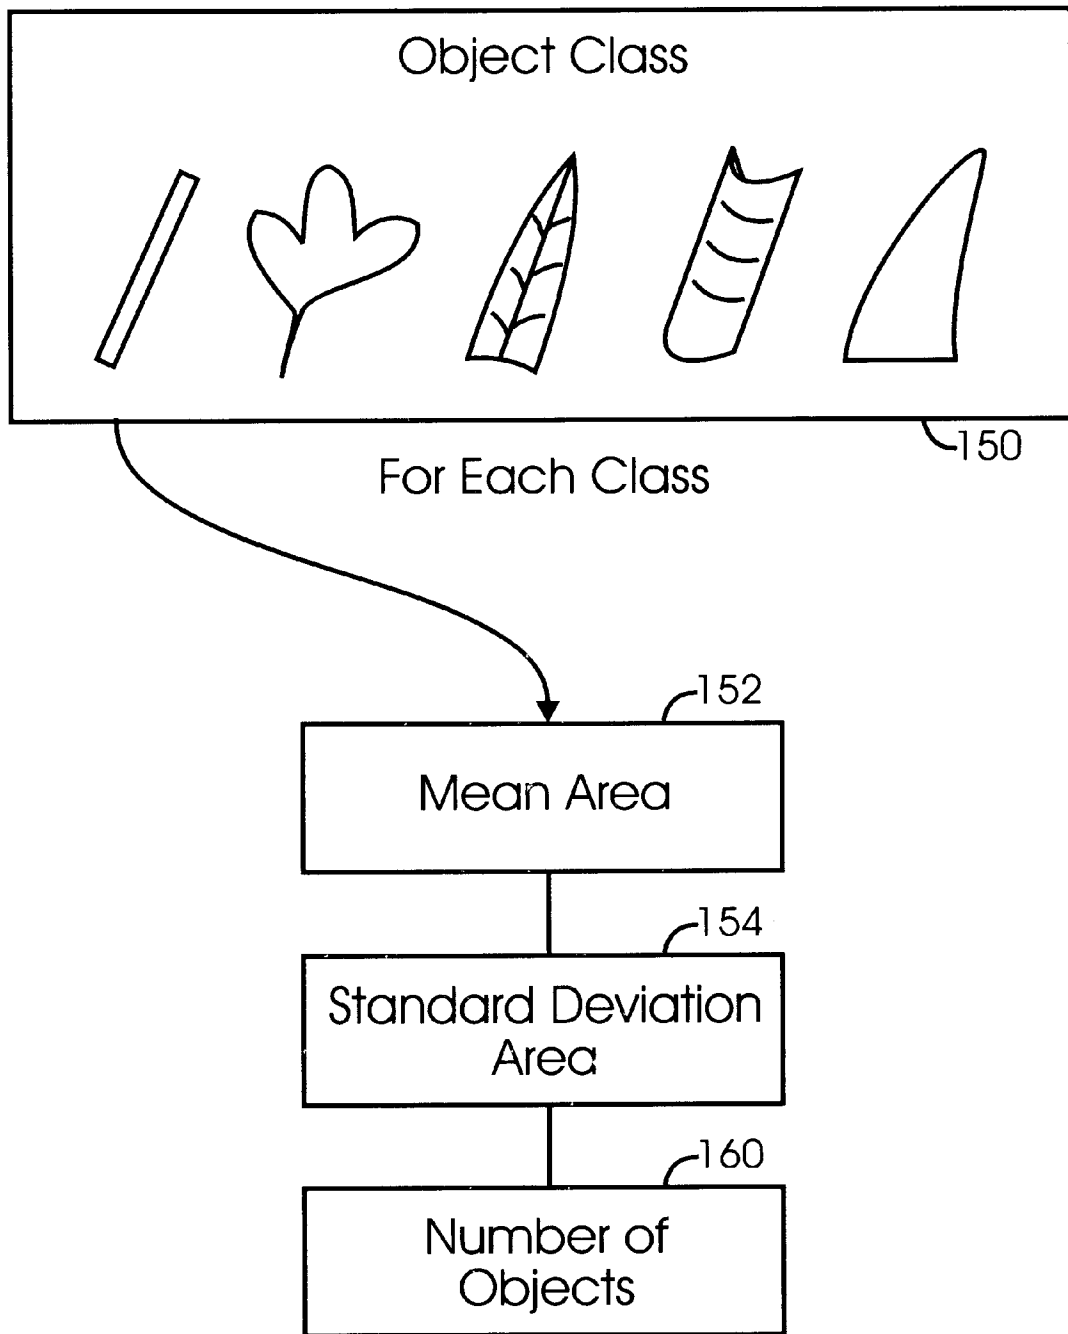 Object Class
150
For Each Class
152
Mean Area
154
Standard Deviation
Area
160
Number of
Objects